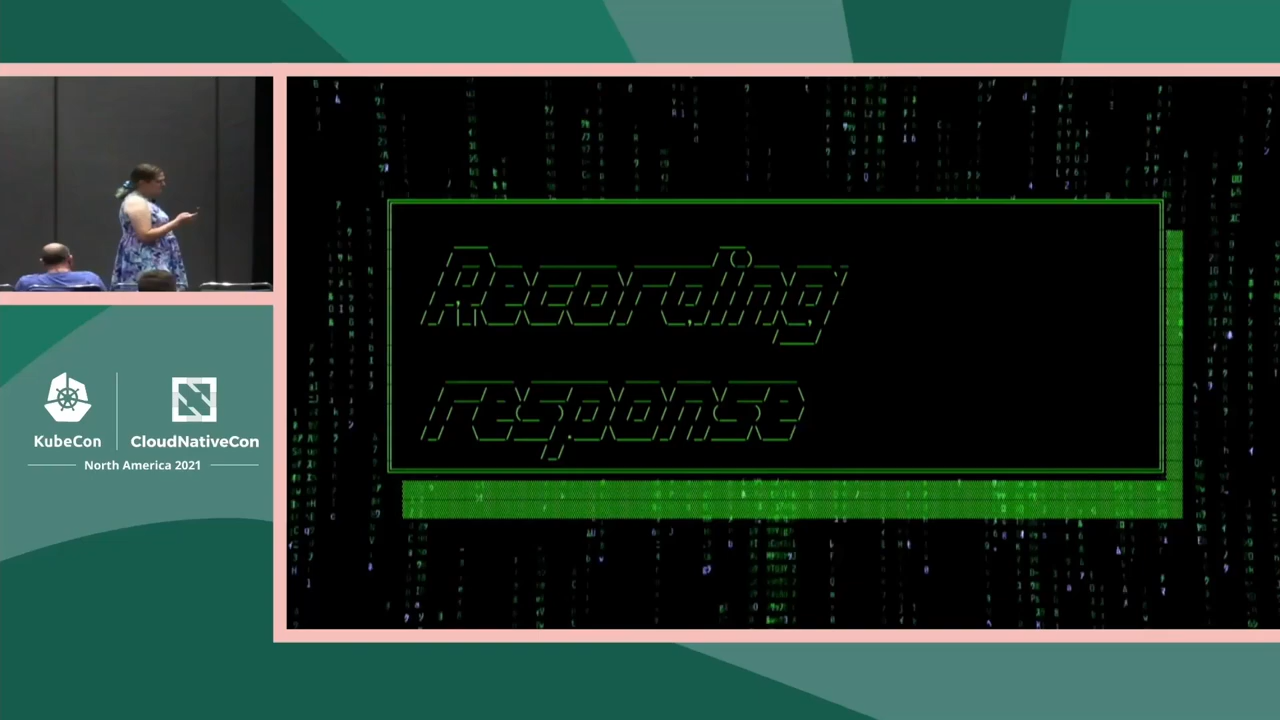 Recording
response
KubeCon
CloudNativeCon
North America 2021